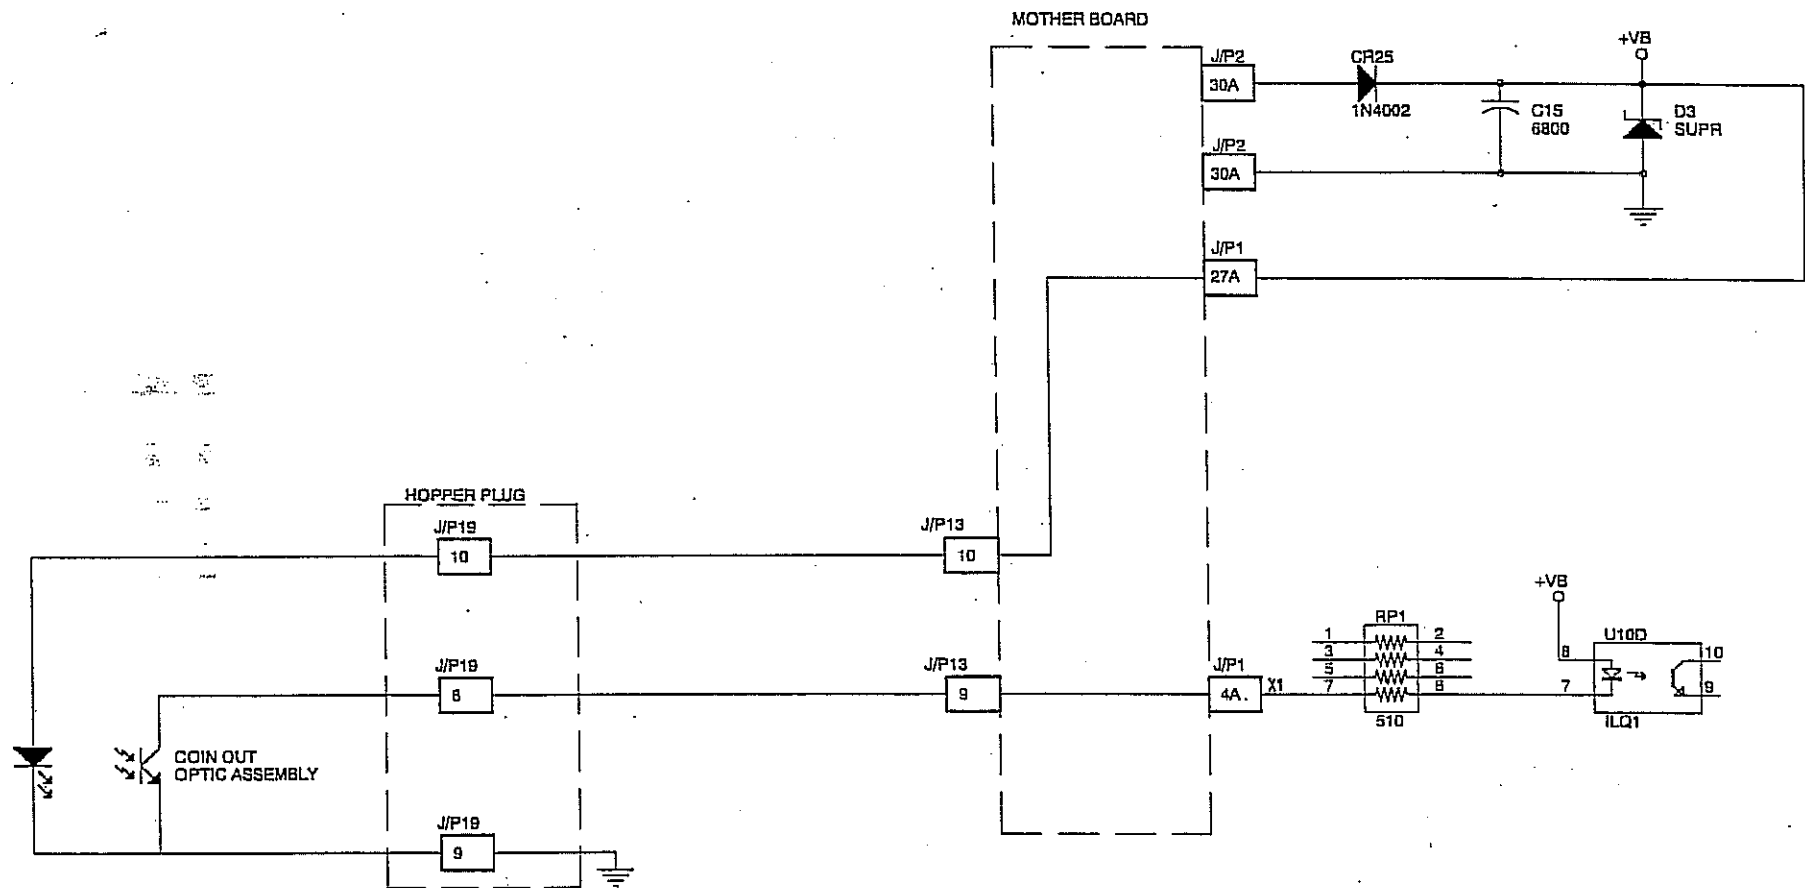 MOTHER BOARD
J/P2
30A
CR25
1N4002
+VB
C15
6800
D3
SUPR
J/P2
30A
J/P1
27A
HOPPER PLUG
J/P19
10
J/P13
10
+VB
RP1
1 2
3 4
5 6
7 8
510
U10D
8
7
10
9
ILQ1
J/P19
8
J/P13
9
J/P1
4A.
X1
COIN OUT
OPTIC ASSEMBLY
J/P19
9